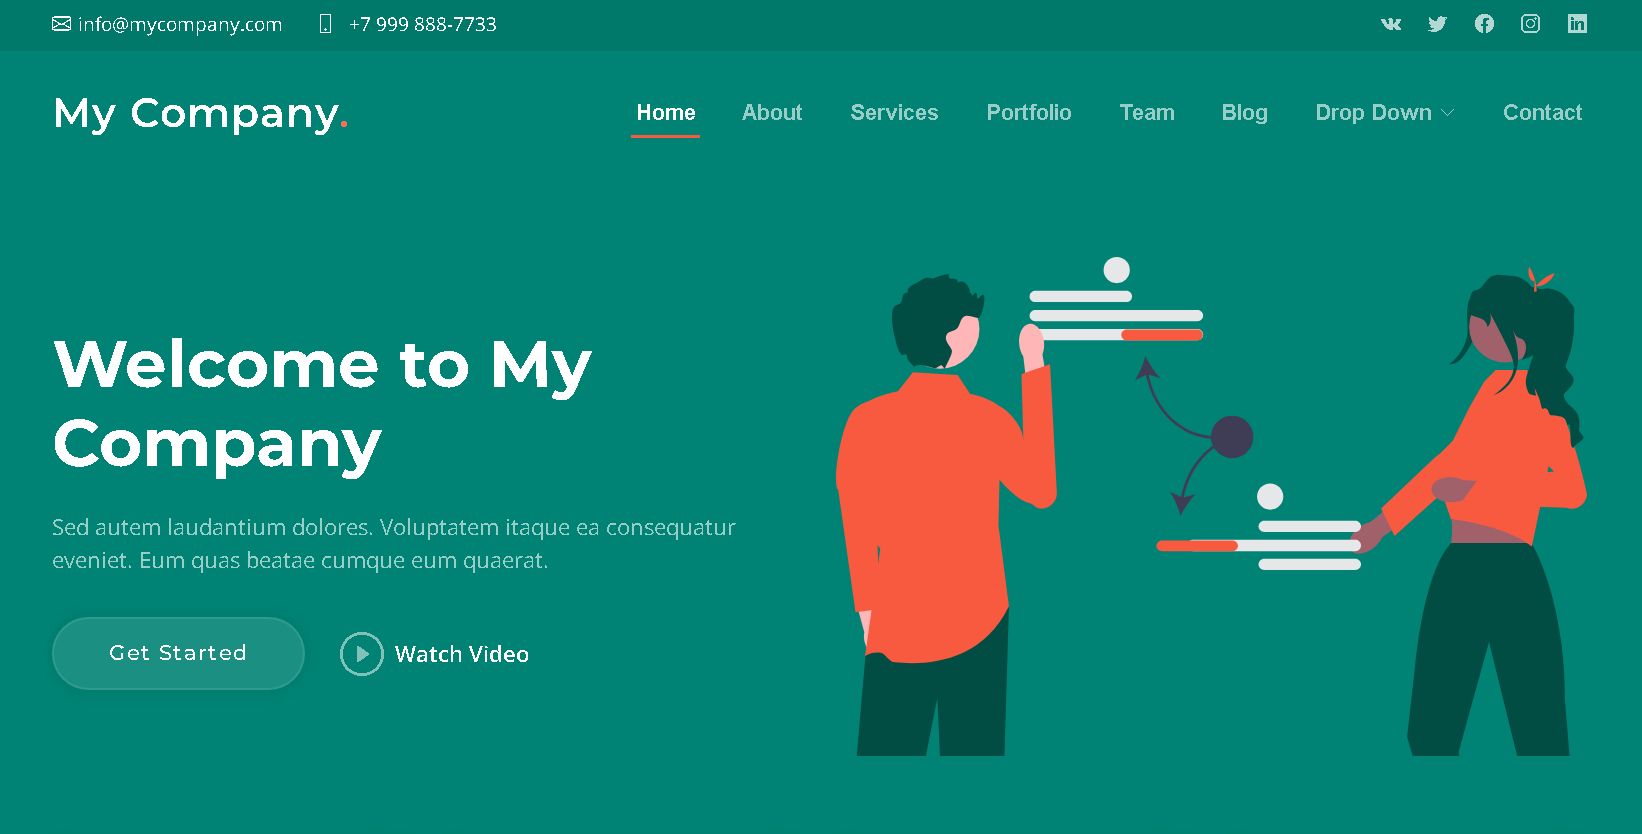 info@mycompany.com +7 999 888-7733
My Company.
Home About Services Portfolio Team Blog Drop Down Contact
Welcome to My
Company
Sed autem laudantium dolores. Voluptatem itaque ea consequatur
eveniet. Eum quas beatae cumque eum quaerat.
Get Started Watch Video